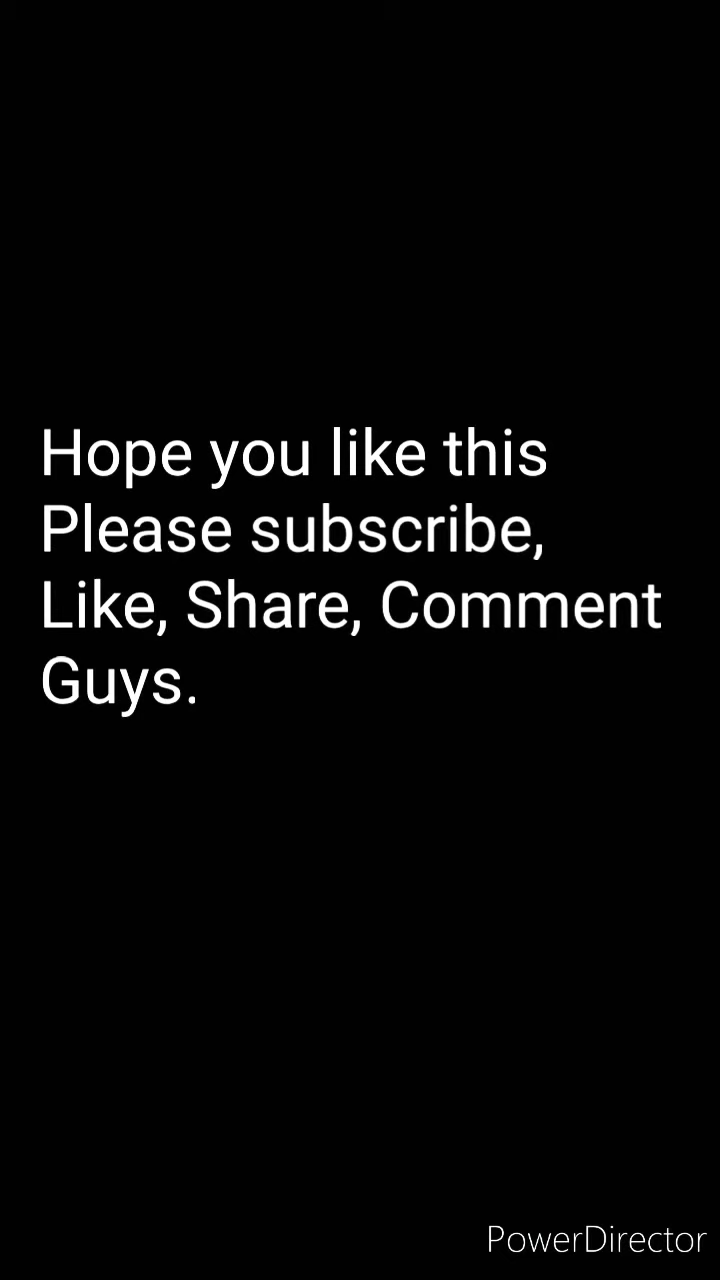 Hope you like this
Please subscribe,
Like, Share, Comment
Guys.
PowerDirector